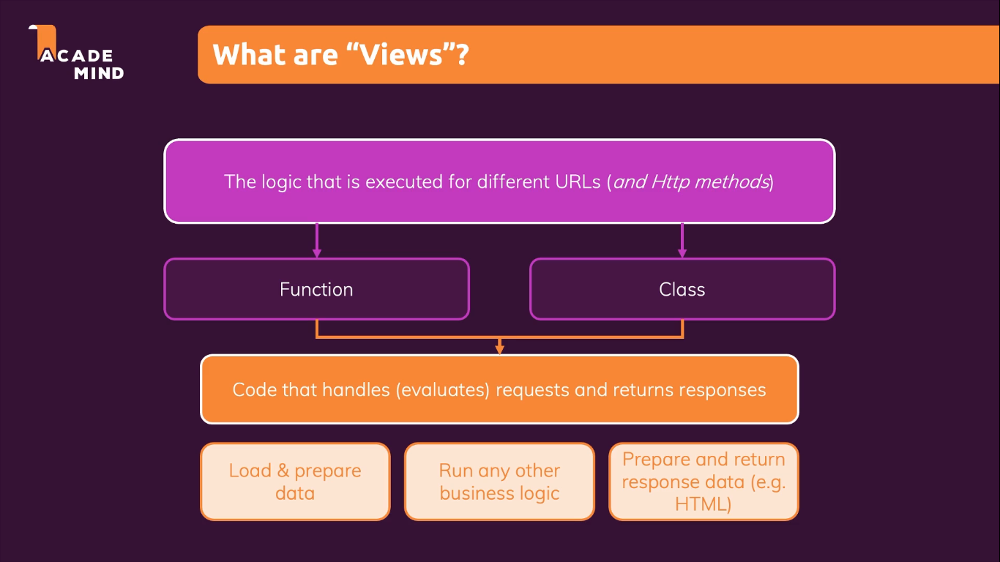 ACADE
MIND
What are “Views”?
The logic that is executed for different URLs (and Http methods)
Function
Class
Code that handles (evaluates) requests and returns responses
Load & prepare
data
Run any other
business logic
Prepare and return
response data (e.g.
HTML)